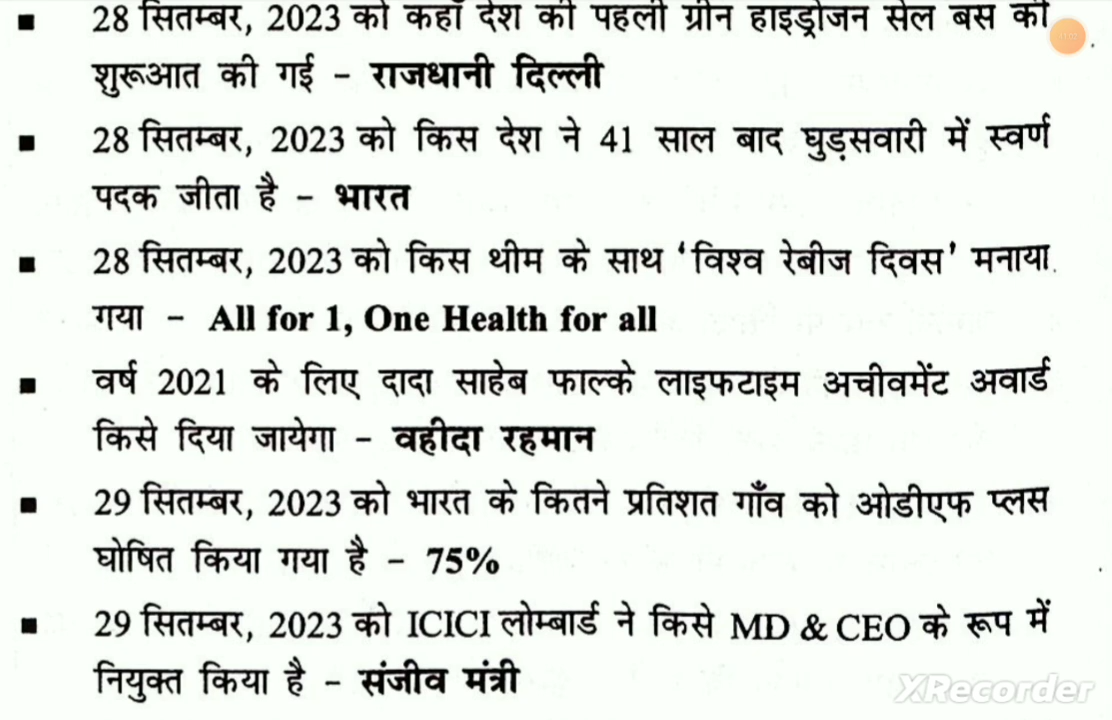 28 सितम्बर, 2023 को कहाँ देश की पहली ग्रीन हाइड्रोजन सेल बस की
शुरूआत की गई - राजधानी दिल्ली
28 सितम्बर, 2023 को किस देश ने 41 साल बाद घुड़सवारी में स्वर्ण
पदक जीता है - भारत
28 सितम्बर, 2023 को किस थीम के साथ 'विश्व रेबीज दिवस' मनाया
गया - All for 1, One Health for all
वर्ष 2021 के लिए दादा साहेब फाल्के लाइफटाइम अचीवमेंट अवार्ड
किसे दिया जायेगा - वहीदा रहमान
29 सितम्बर, 2023 को भारत के कितने प्रतिशत गाँव को ओडीएफ प्लस
घोषित किया गया है - 75%
29 सितम्बर, 2023 को ICICI लोम्बार्ड ने किसे MD & CEO के रूप में
नियुक्त किया है - संजीव मंत्री
XRecorder